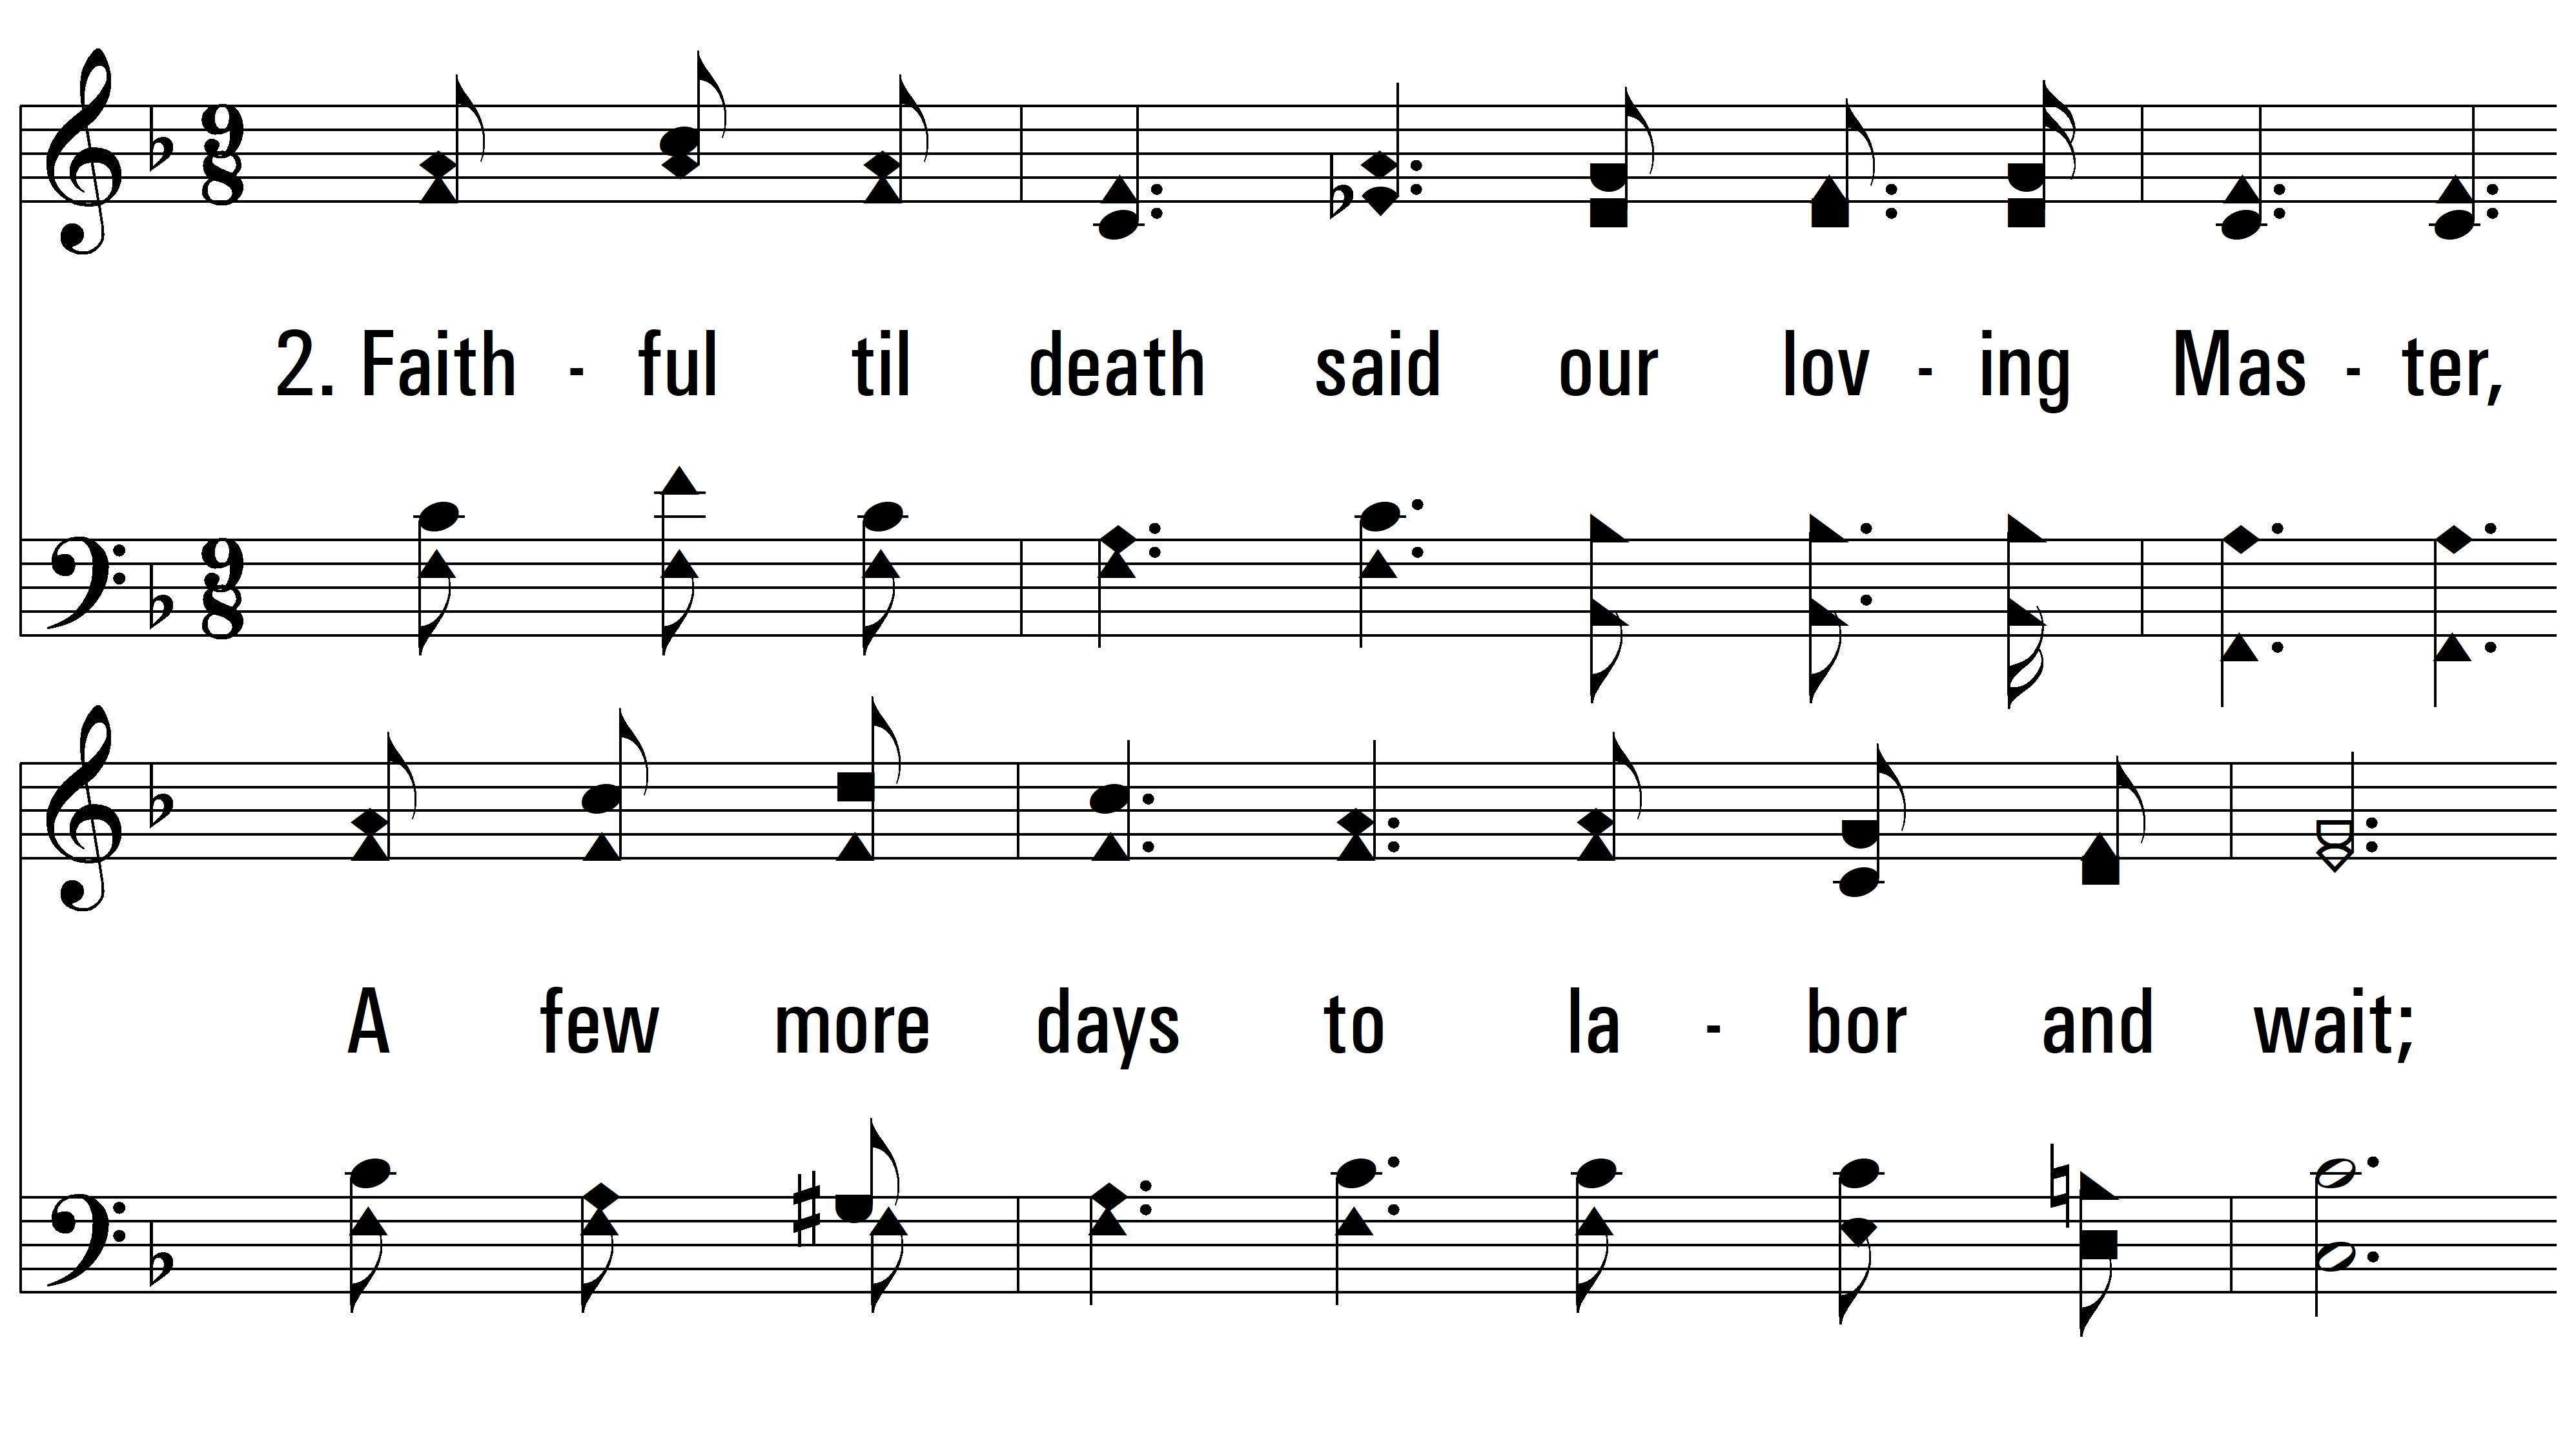 2. Faith - ful til death said our lov - ing Mas - ter,
A few more days to la - bor and wait;